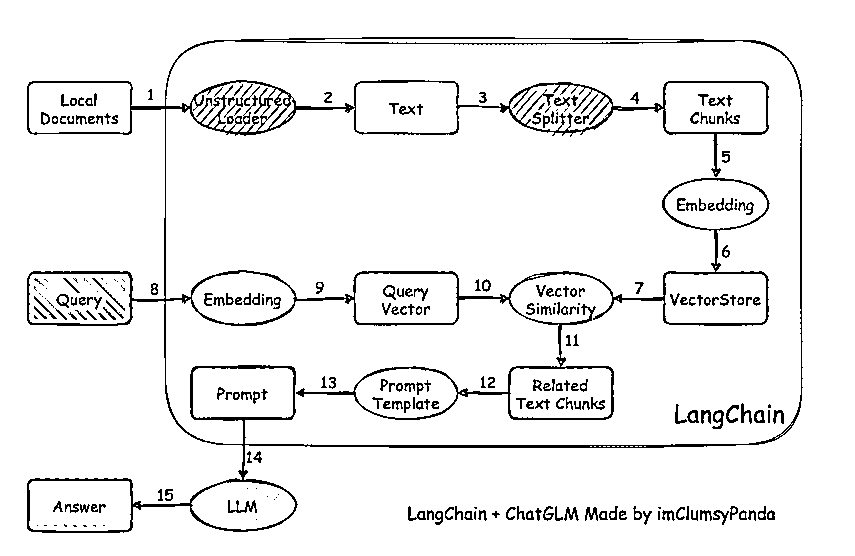 Local
Documents
1
Unstructured
Loader
2
Text
3
Text
Splitter
4
Text
Chunks
5
Embedding
6
Query
8
Embedding
9
Query
Vector
10
Vector
Similarity
7
VectorStore
11
Prompt
13
Prompt
Template
12
Related
Text Chunks
LangChain
14
Answer
15
LLM
LangChain + ChatGLM Made by imClumsyPanda